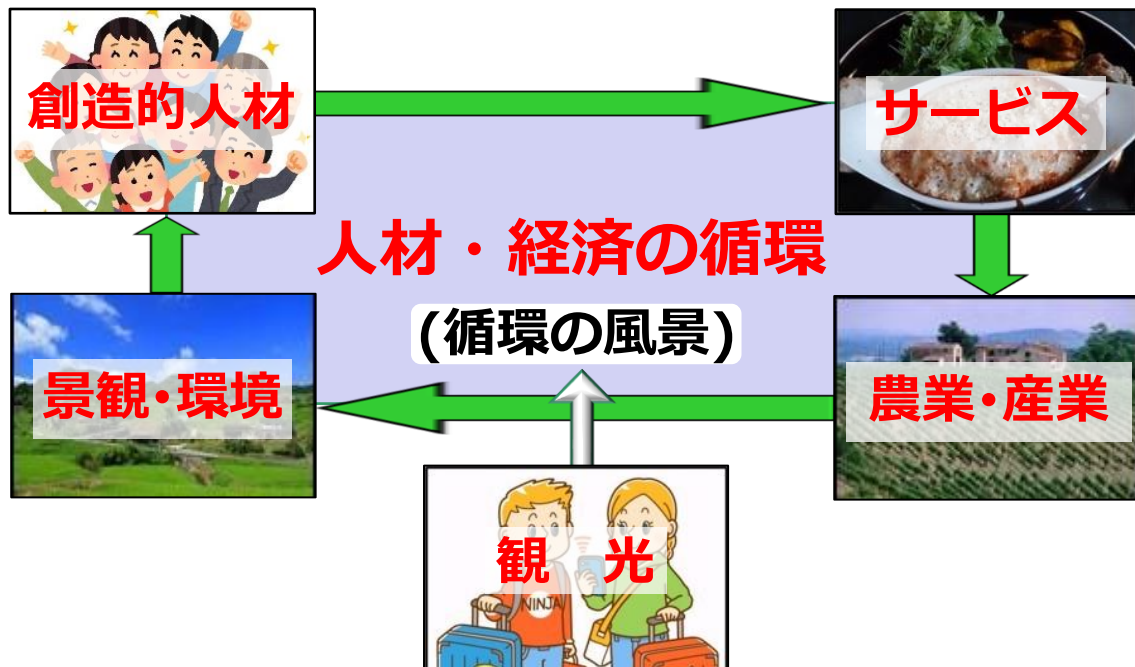 創造的人材
サービス
人材・経済の循環
(循環の風景)
景観・環境
農業・産業
観　光
NINJA